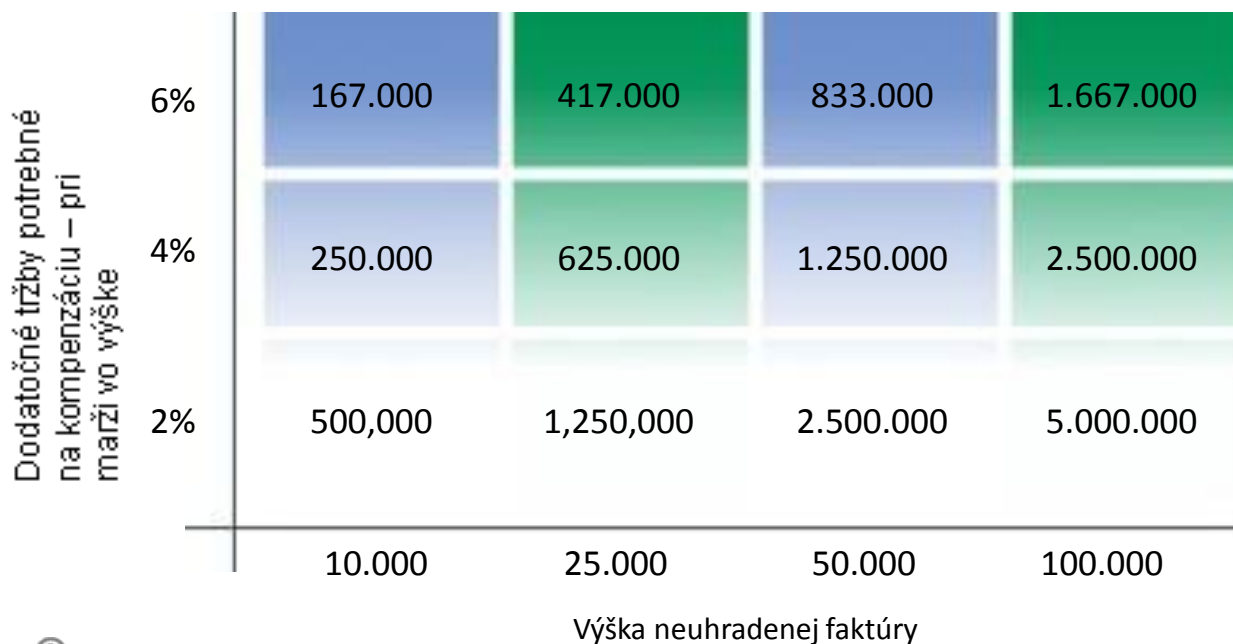 Dodatočné tržby potrebné
na kompenzáciu – pri
marži vo výške
6% 167.000 417.000 833.000 1.667.000
4% 250.000 625.000 1.250.000 2.500.000
2% 500,000 1,250,000 2.500.000 5.000.000
10.000 25.000 50.000 100.000
Výška neuhradenej faktúry